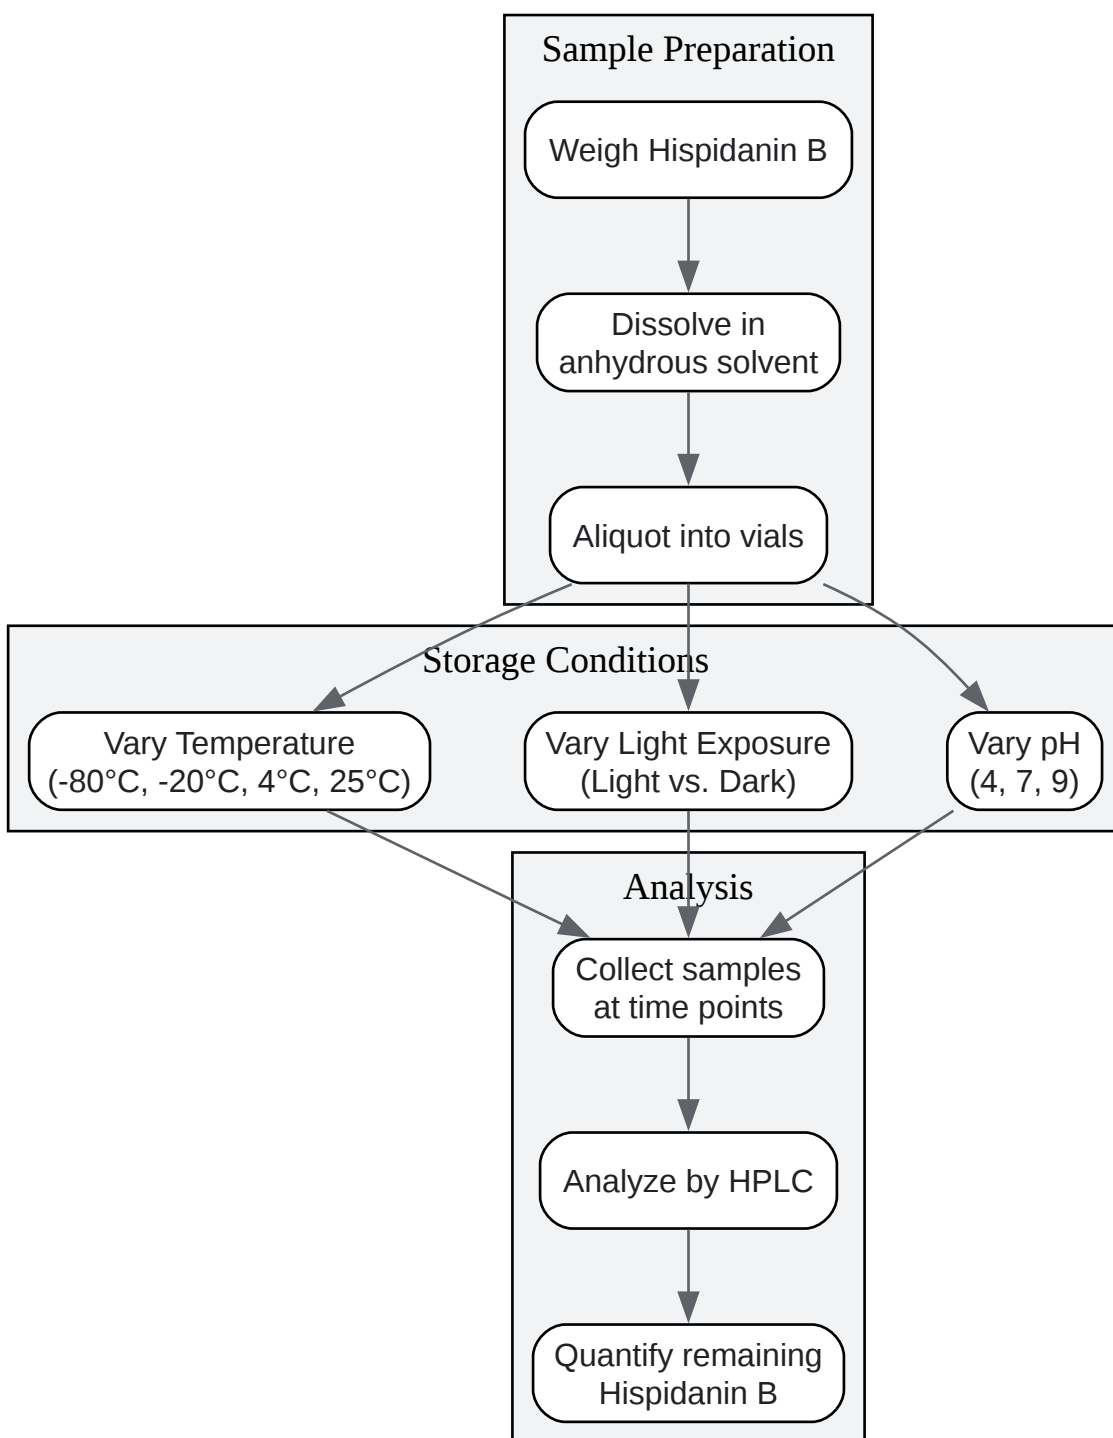 Sample Preparation
Weigh Hispidanin B
Dissolve in
anhydrous solvent
Aliquot into vials
Storage Conditions
Vary Temperature
(-80°C, -20°C, 4°C, 25°C)
Vary Light Exposure
(Light vs. Dark)
Vary pH
(4, 7, 9)
Analysis
Collect samples
at time points
Analyze by HPLC
Quantify remaining
Hispidanin B